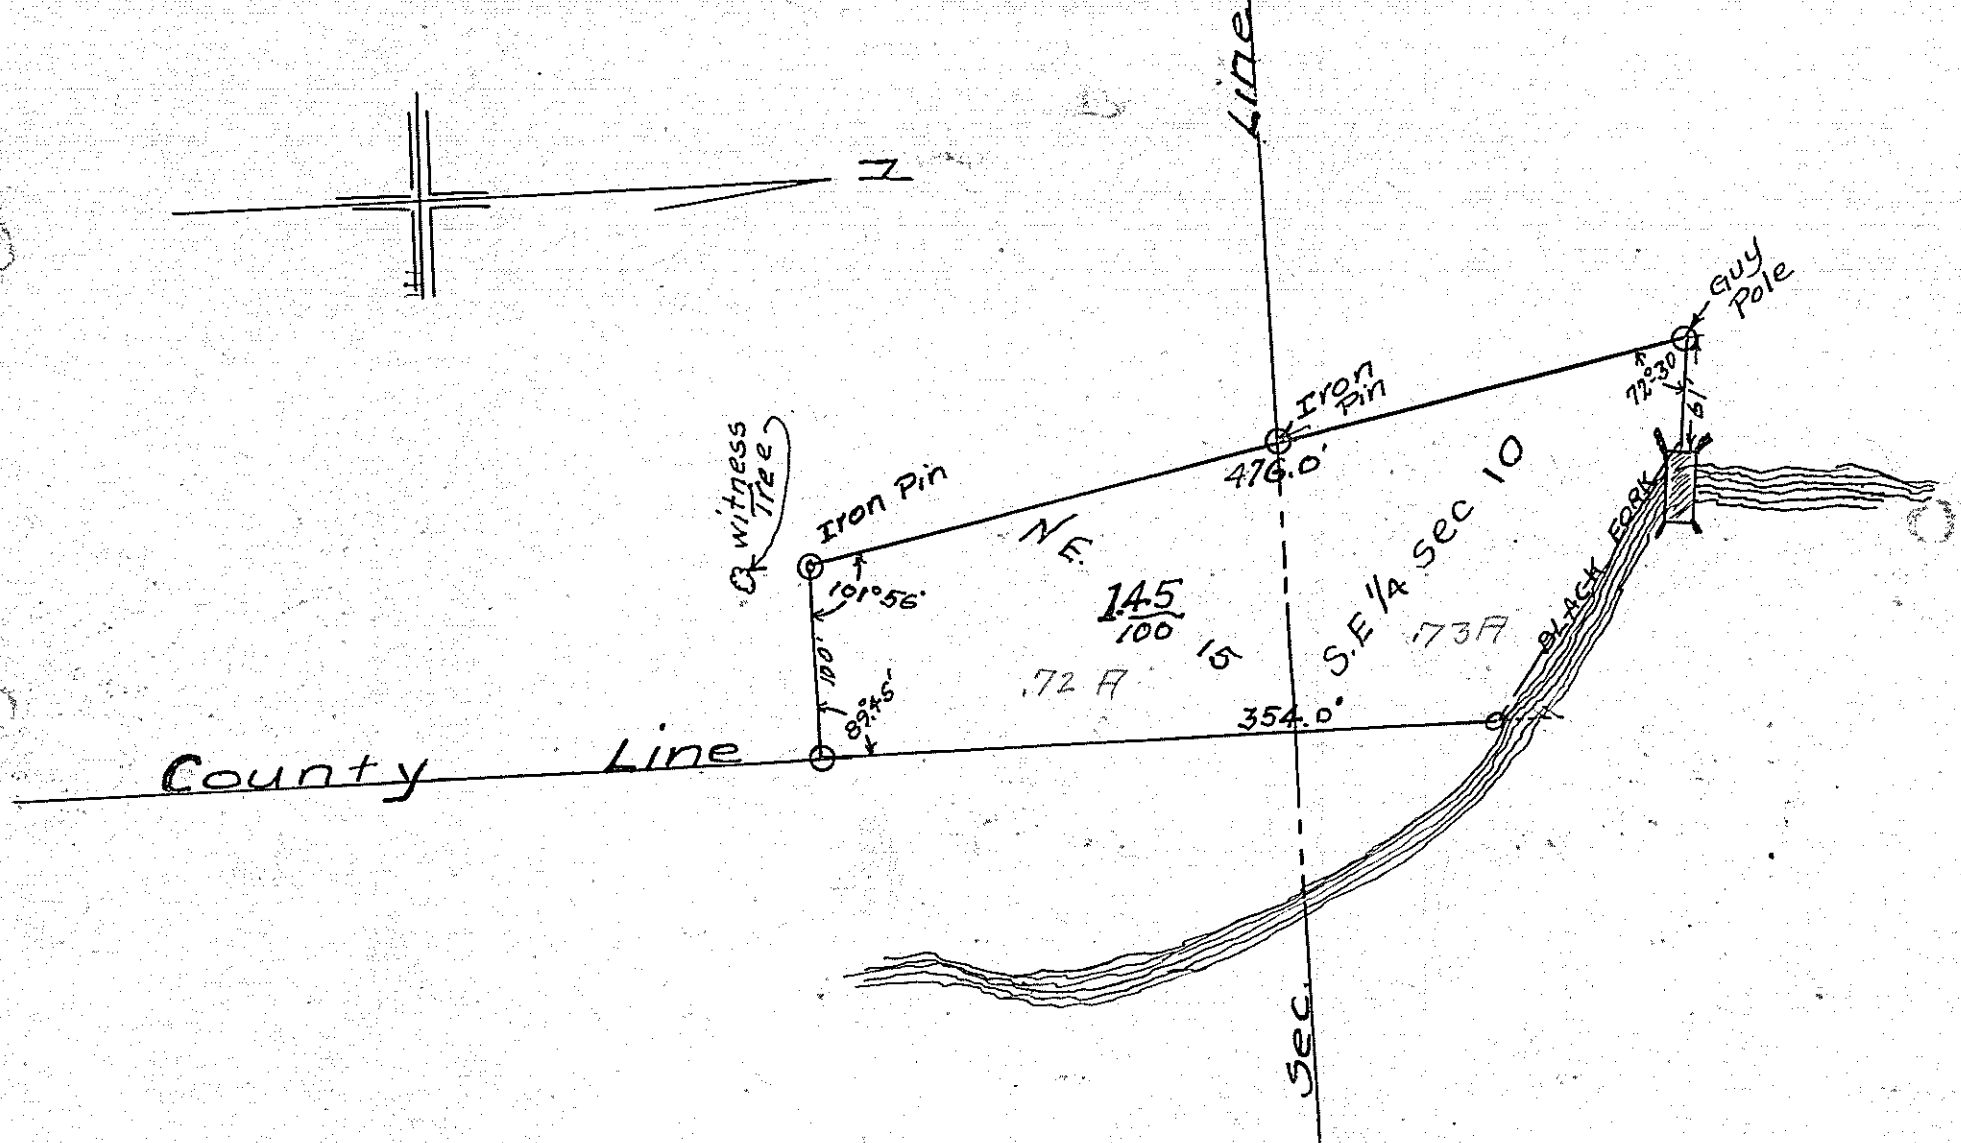 Line
N
Guy
Pole
Iron
Pin
72°30'
61'
witness
Tree
Iron Pin
476.0'
N E.
S.E 1/4 Sec 10
BLACK FORK
101°56'
1.45
100
15
.73 A
.72 A
100'
89°45'
354.0'
County Line
Sec.